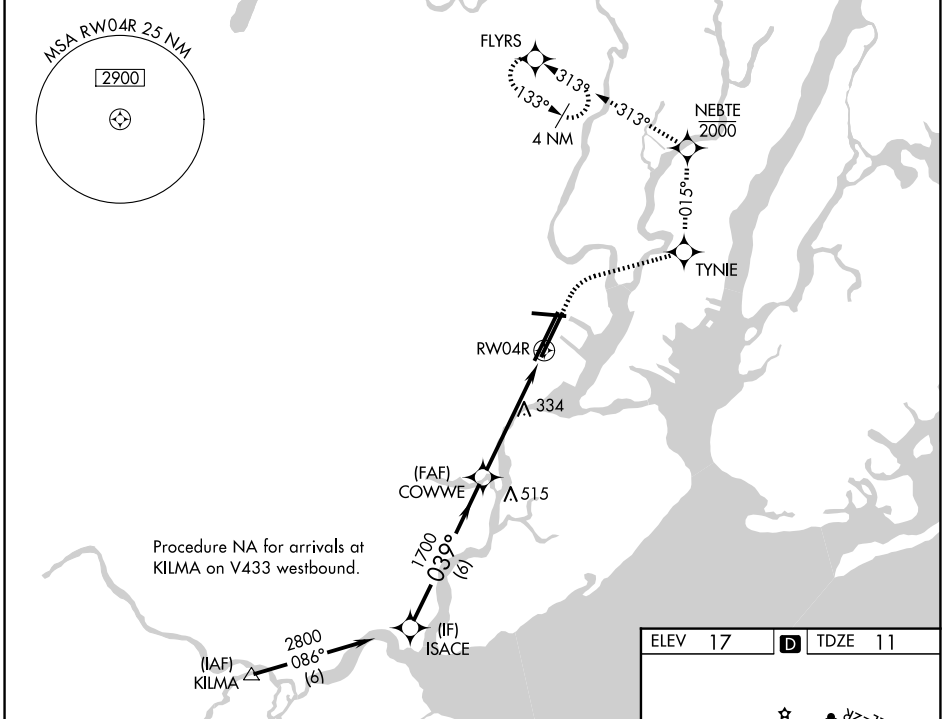 MSA RW04R 25 NM
2900
FLYRS
313°
133°
4 NM
313°
NEBTE
2000
015°
TYNIE
RW04R
334
(FAF)
COWWE
515
Procedure NA for arrivals at
KILMA on V433 westbound.
1700
039°
(6)
(IF)
ISACE
2800
086°
(6)
(IAF)
KILMA
ELEV 17
D
TDZE 11